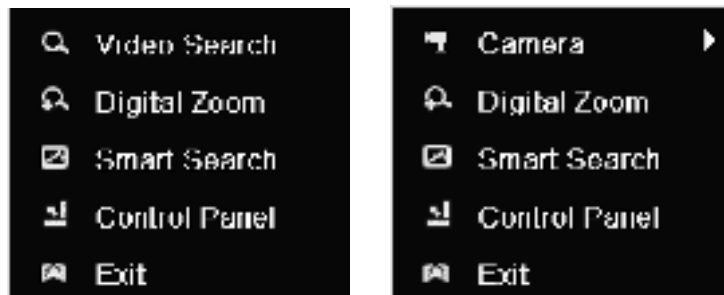 Video Search
Digital Zoom
Smart Search
Control Panel
Exit
Camera
Digital Zoom
Smart Search
Control Panel
Exit